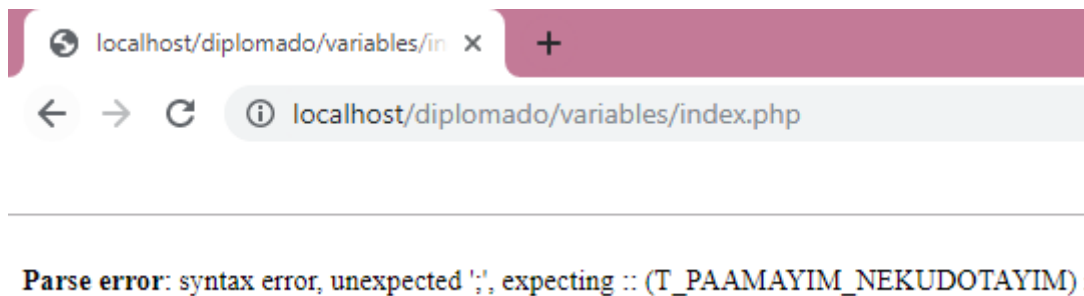 localhost/diplomado/variables/in
localhost/diplomado/variables/index.php
Parse error: syntax error, unexpected ';', expecting :: (T_PAAMAYIM_NEKUDOTAYIM)